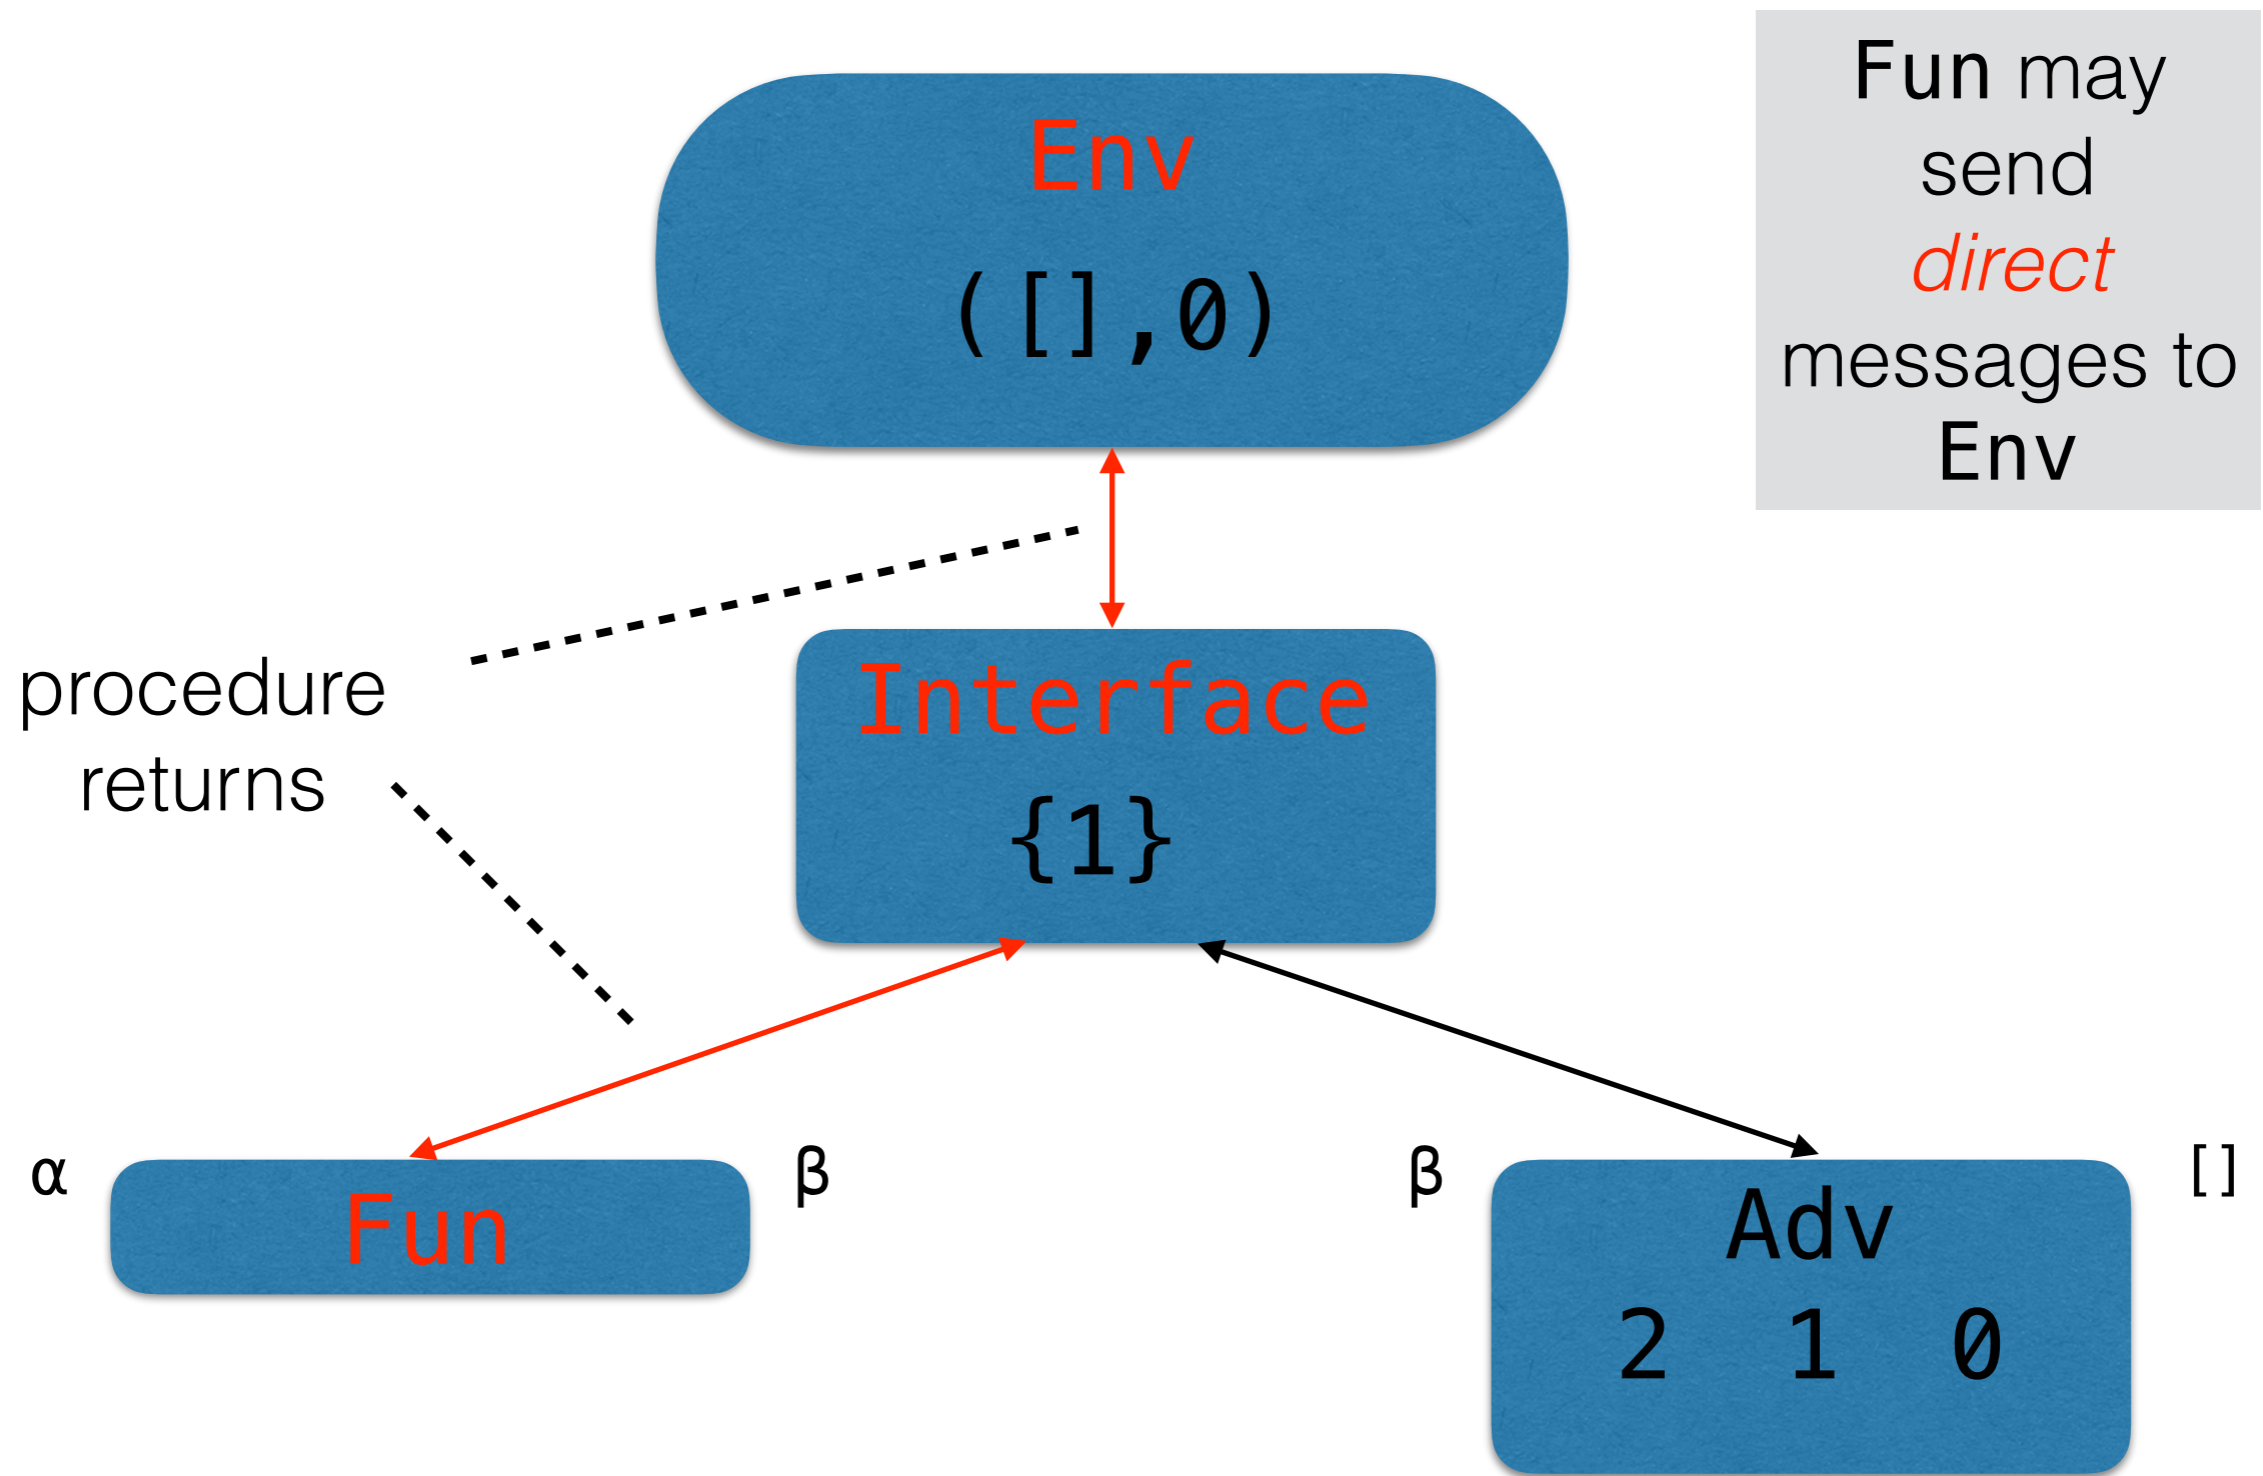 Env
([],0)
Fun may
send
direct
messages to
Env
procedure
returns
Interface
{1}
α
Fun
β
β
Adv
2 1 0
[]